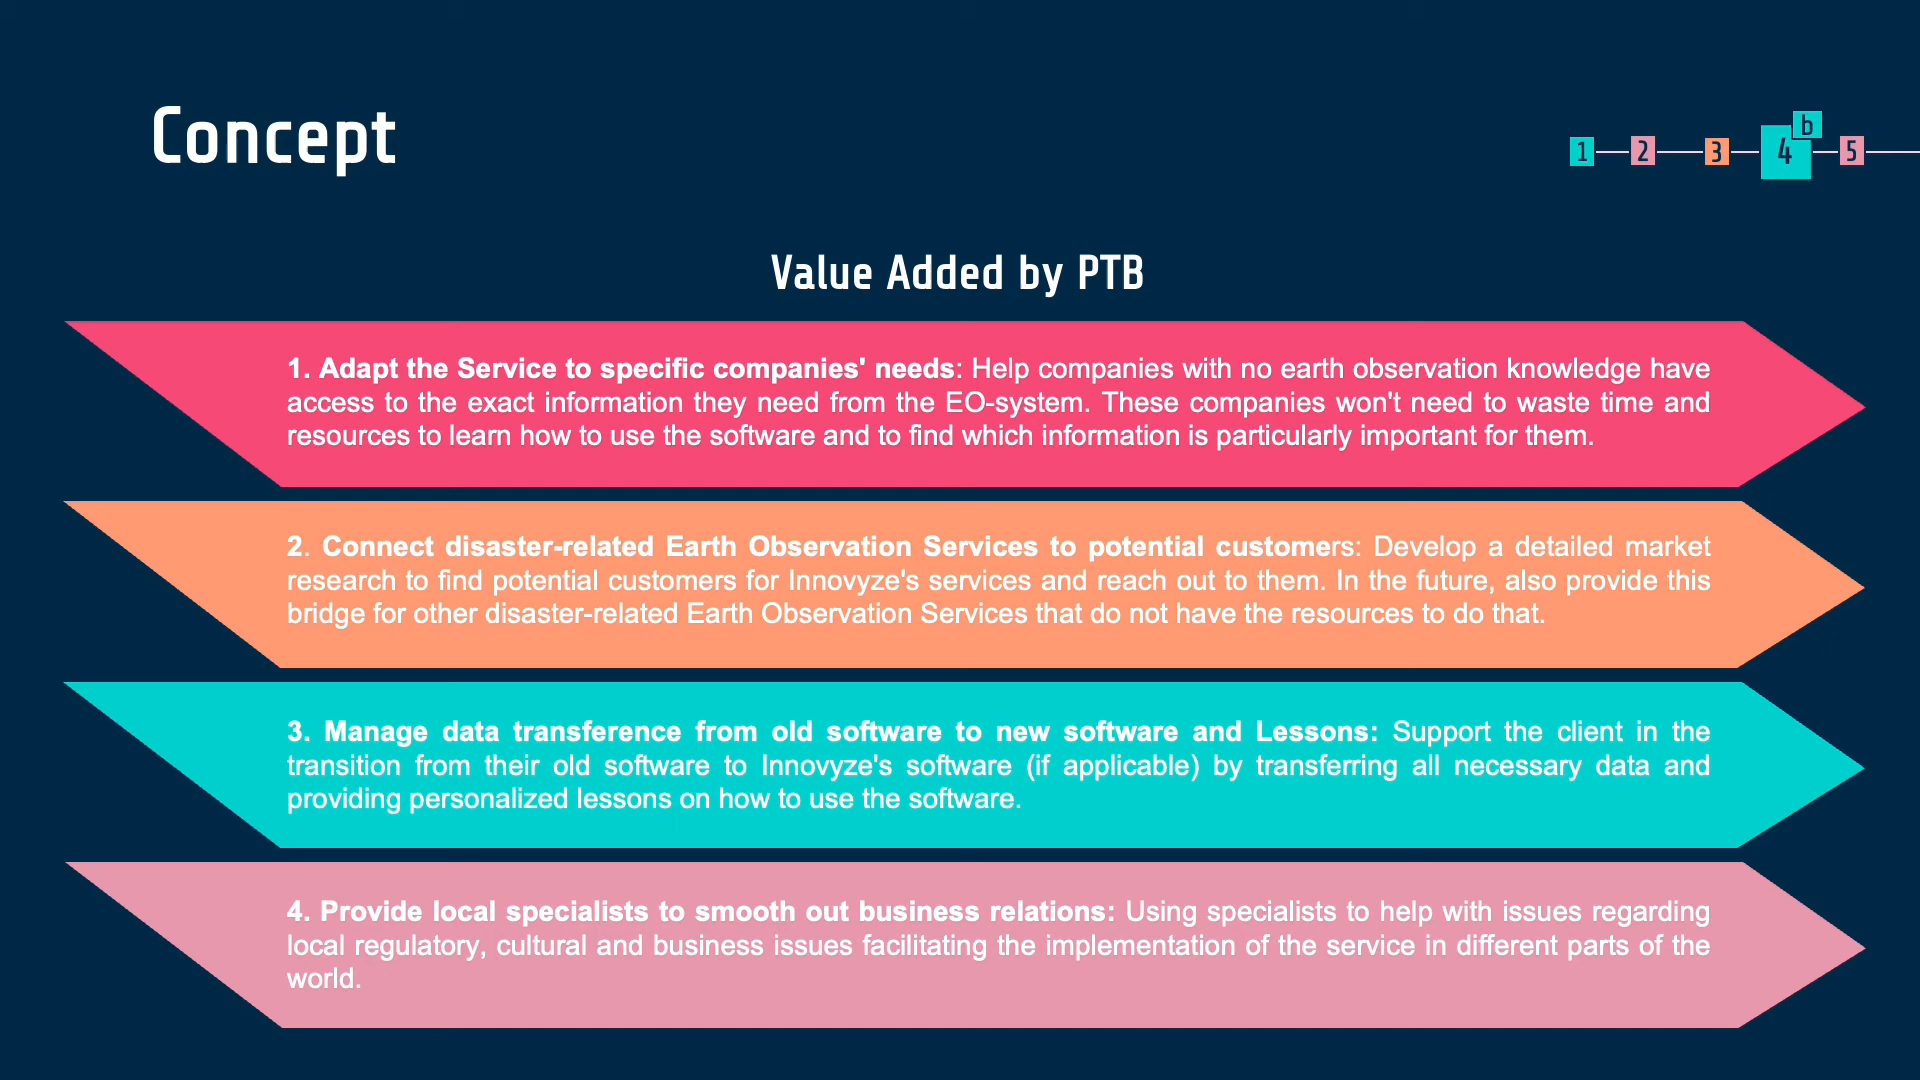 Concept
1 2 3 4 b 5
Value Added by PTB
1. Adapt the Service to specific companies' needs: Help companies with no earth observation knowledge have
access to the exact information they need from the EO-system. These companies won't need to waste time and
resources to learn how to use the software and to find which information is particularly important for them.
2. Connect disaster-related Earth Observation Services to potential customers: Develop a detailed market
research to find potential customers for Innovyze's services and reach out to them. In the future, also provide this
bridge for other disaster-related Earth Observation Services that do not have the resources to do that.
3. Manage data transference from old software to new software and Lessons: Support the client in the
transition from their old software to Innovyze's software (if applicable) by transferring all necessary data and
providing personalized lessons on how to use the software.
4. Provide local specialists to smooth out business relations: Using specialists to help with issues regarding
local regulatory, cultural and business issues facilitating the implementation of the service in different parts of the
world.